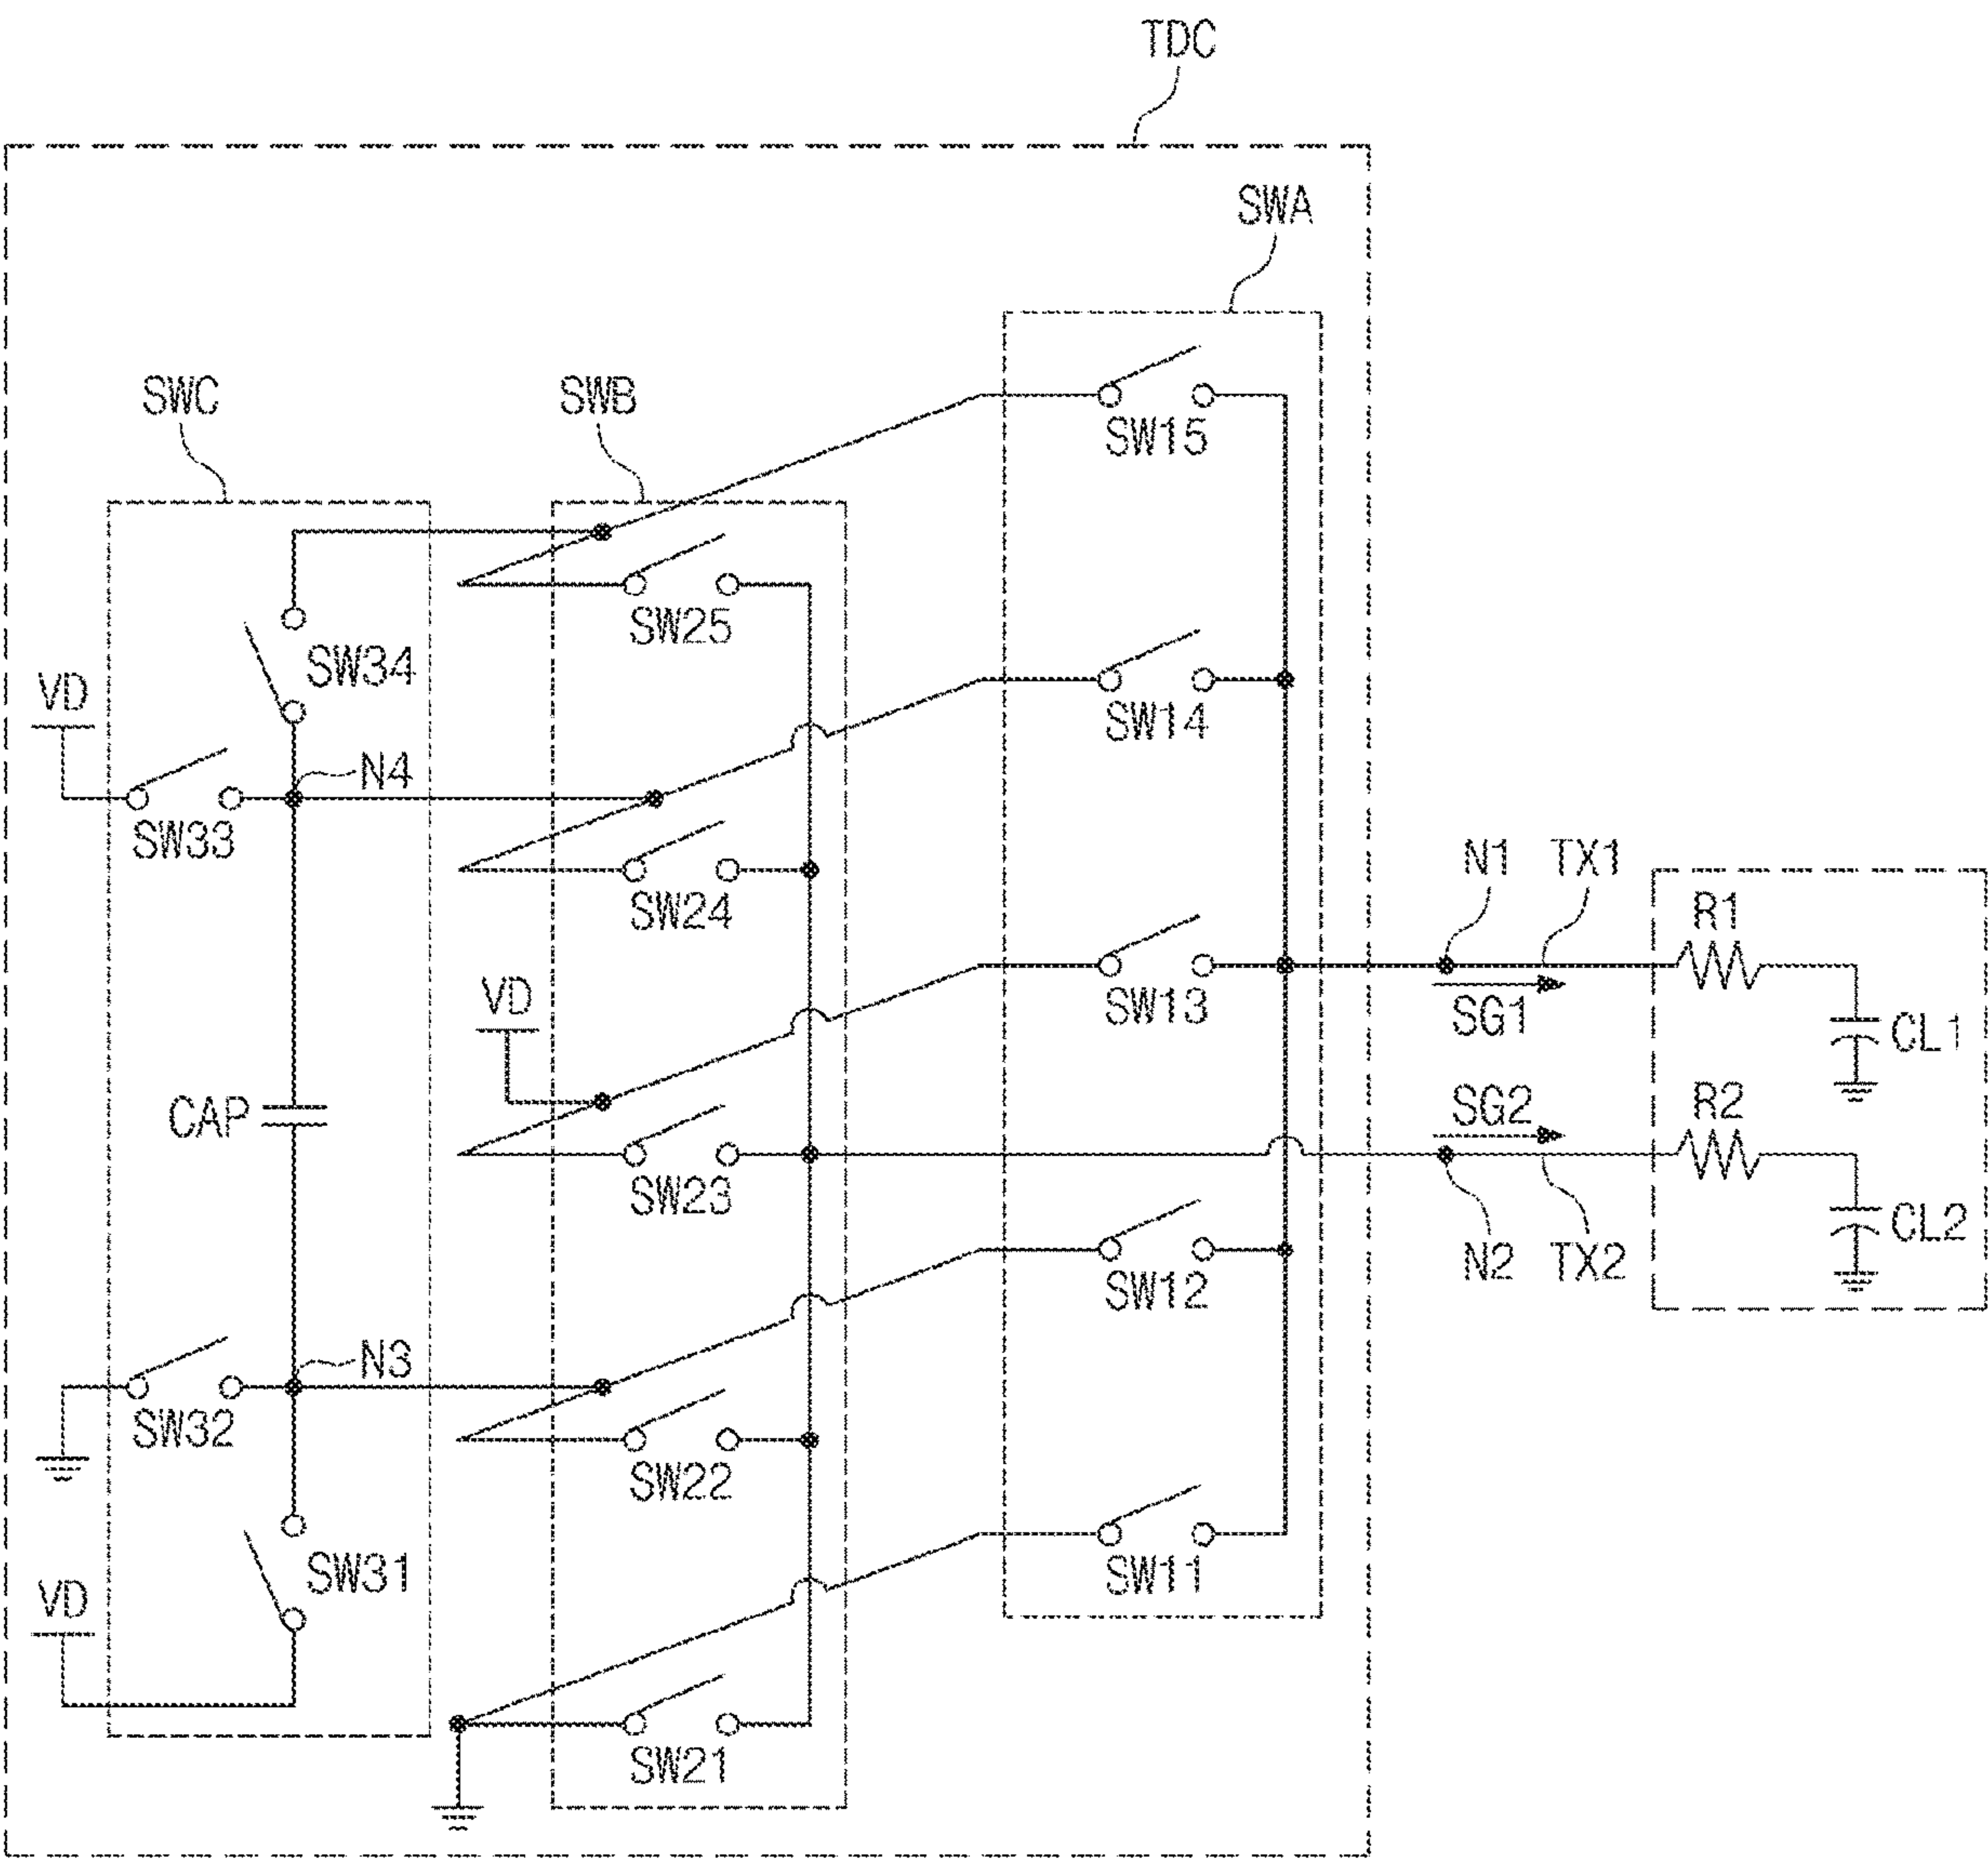 TDC
SWA
SWC
SWB
SW15
SW25
SW34
VD
SW14
N4
SW33
SW24
N1
TX1
R1
VD
SW13
SG1
CL1
CAP
SG2
R2
SW23
N2
TX2
CL2
SW12
N3
SW32
SW22
SW31
SW11
VD
SW21